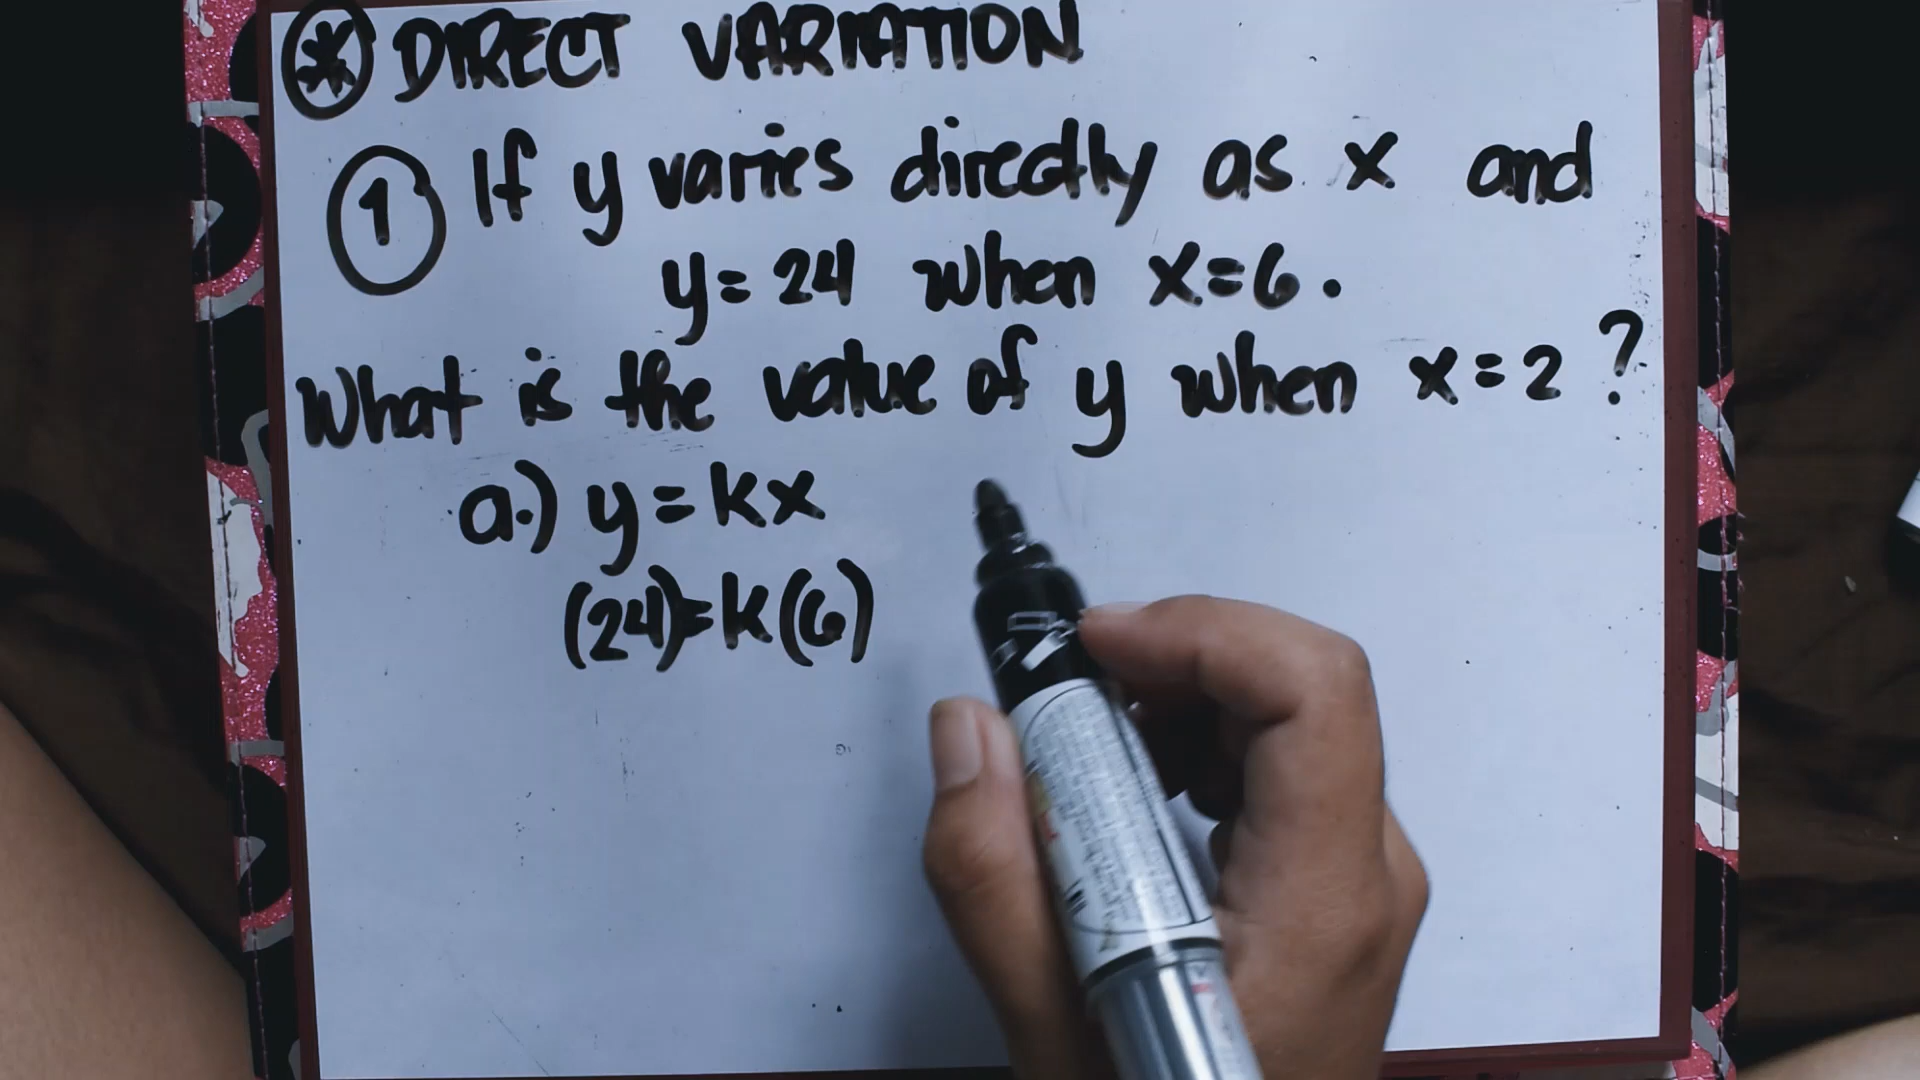 * DIRECT VARIATION
1 If y varies directly as x and
y = 24 when x = 6.
What is the value of y when x = 2 ?
a.) y = kx
(24) = k(6)